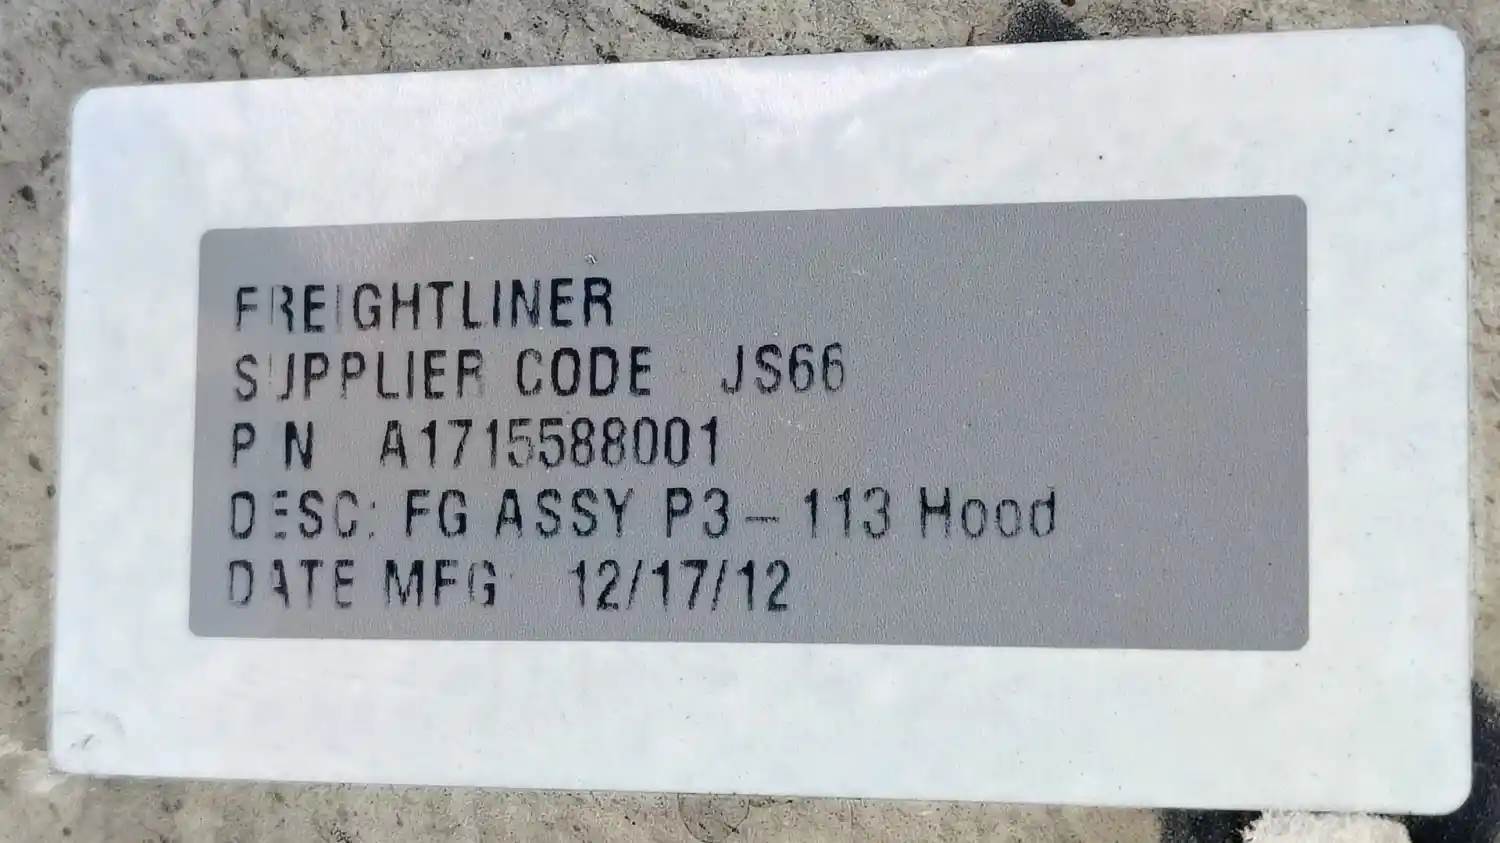 FREIGHTLINER
SUPPLIER CODE JS66
P N A1715588001
DESC: FG ASSY P3-113 Hood
DATE MFG 12/17/12